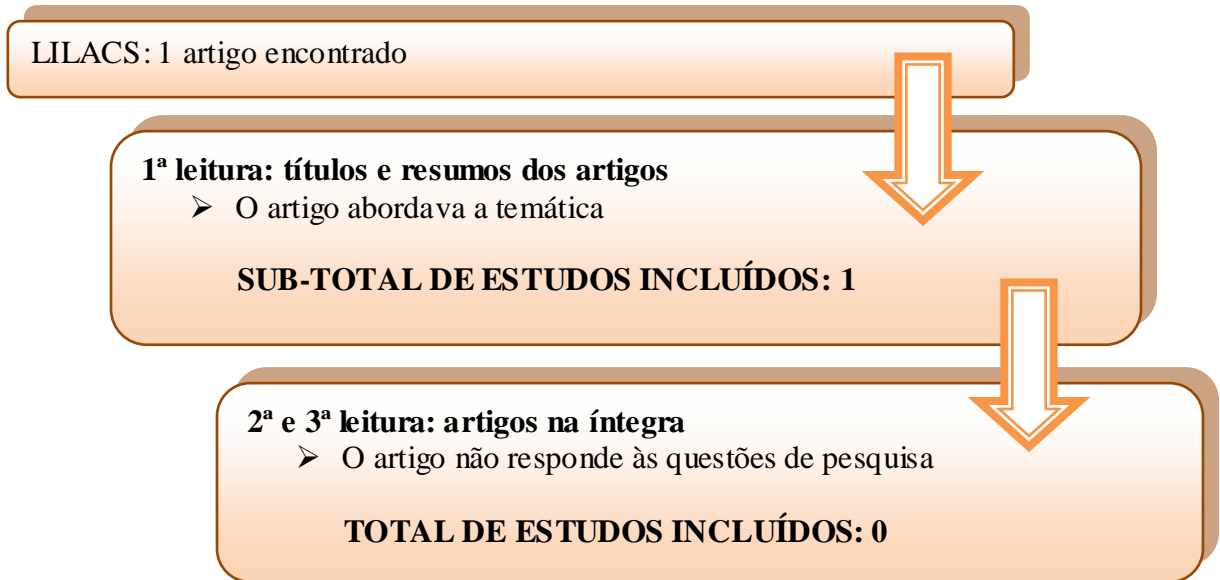 LILACS: 1 artigo encontrado
1ª leitura: títulos e resumos dos artigos
➢ O artigo abordava a temática
SUB-TOTAL DE ESTUDOS INCLUÍDOS: 1
2ª e 3ª leitura: artigos na íntegra
➢ O artigo não responde às questões de pesquisa
TOTAL DE ESTUDOS INCLUÍDOS: 0